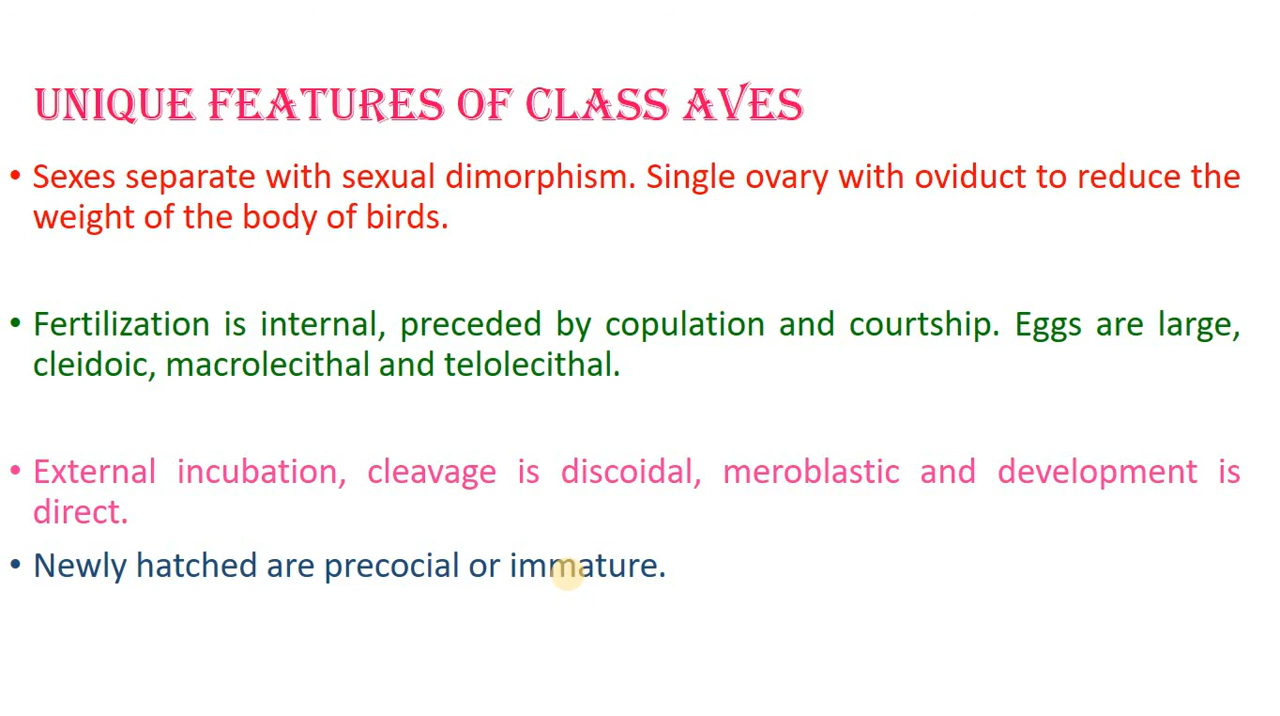 UNIQUE FEATURES OF CLASS AVES
• Sexes separate with sexual dimorphism. Single ovary with oviduct to reduce the
weight of the body of birds.
• Fertilization is internal, preceded by copulation and courtship. Eggs are large,
cleidoic, macrolecithal and telolecithal.
• External incubation, cleavage is discoidal, meroblastic and development is
direct.
• Newly hatched are precocial or immature.